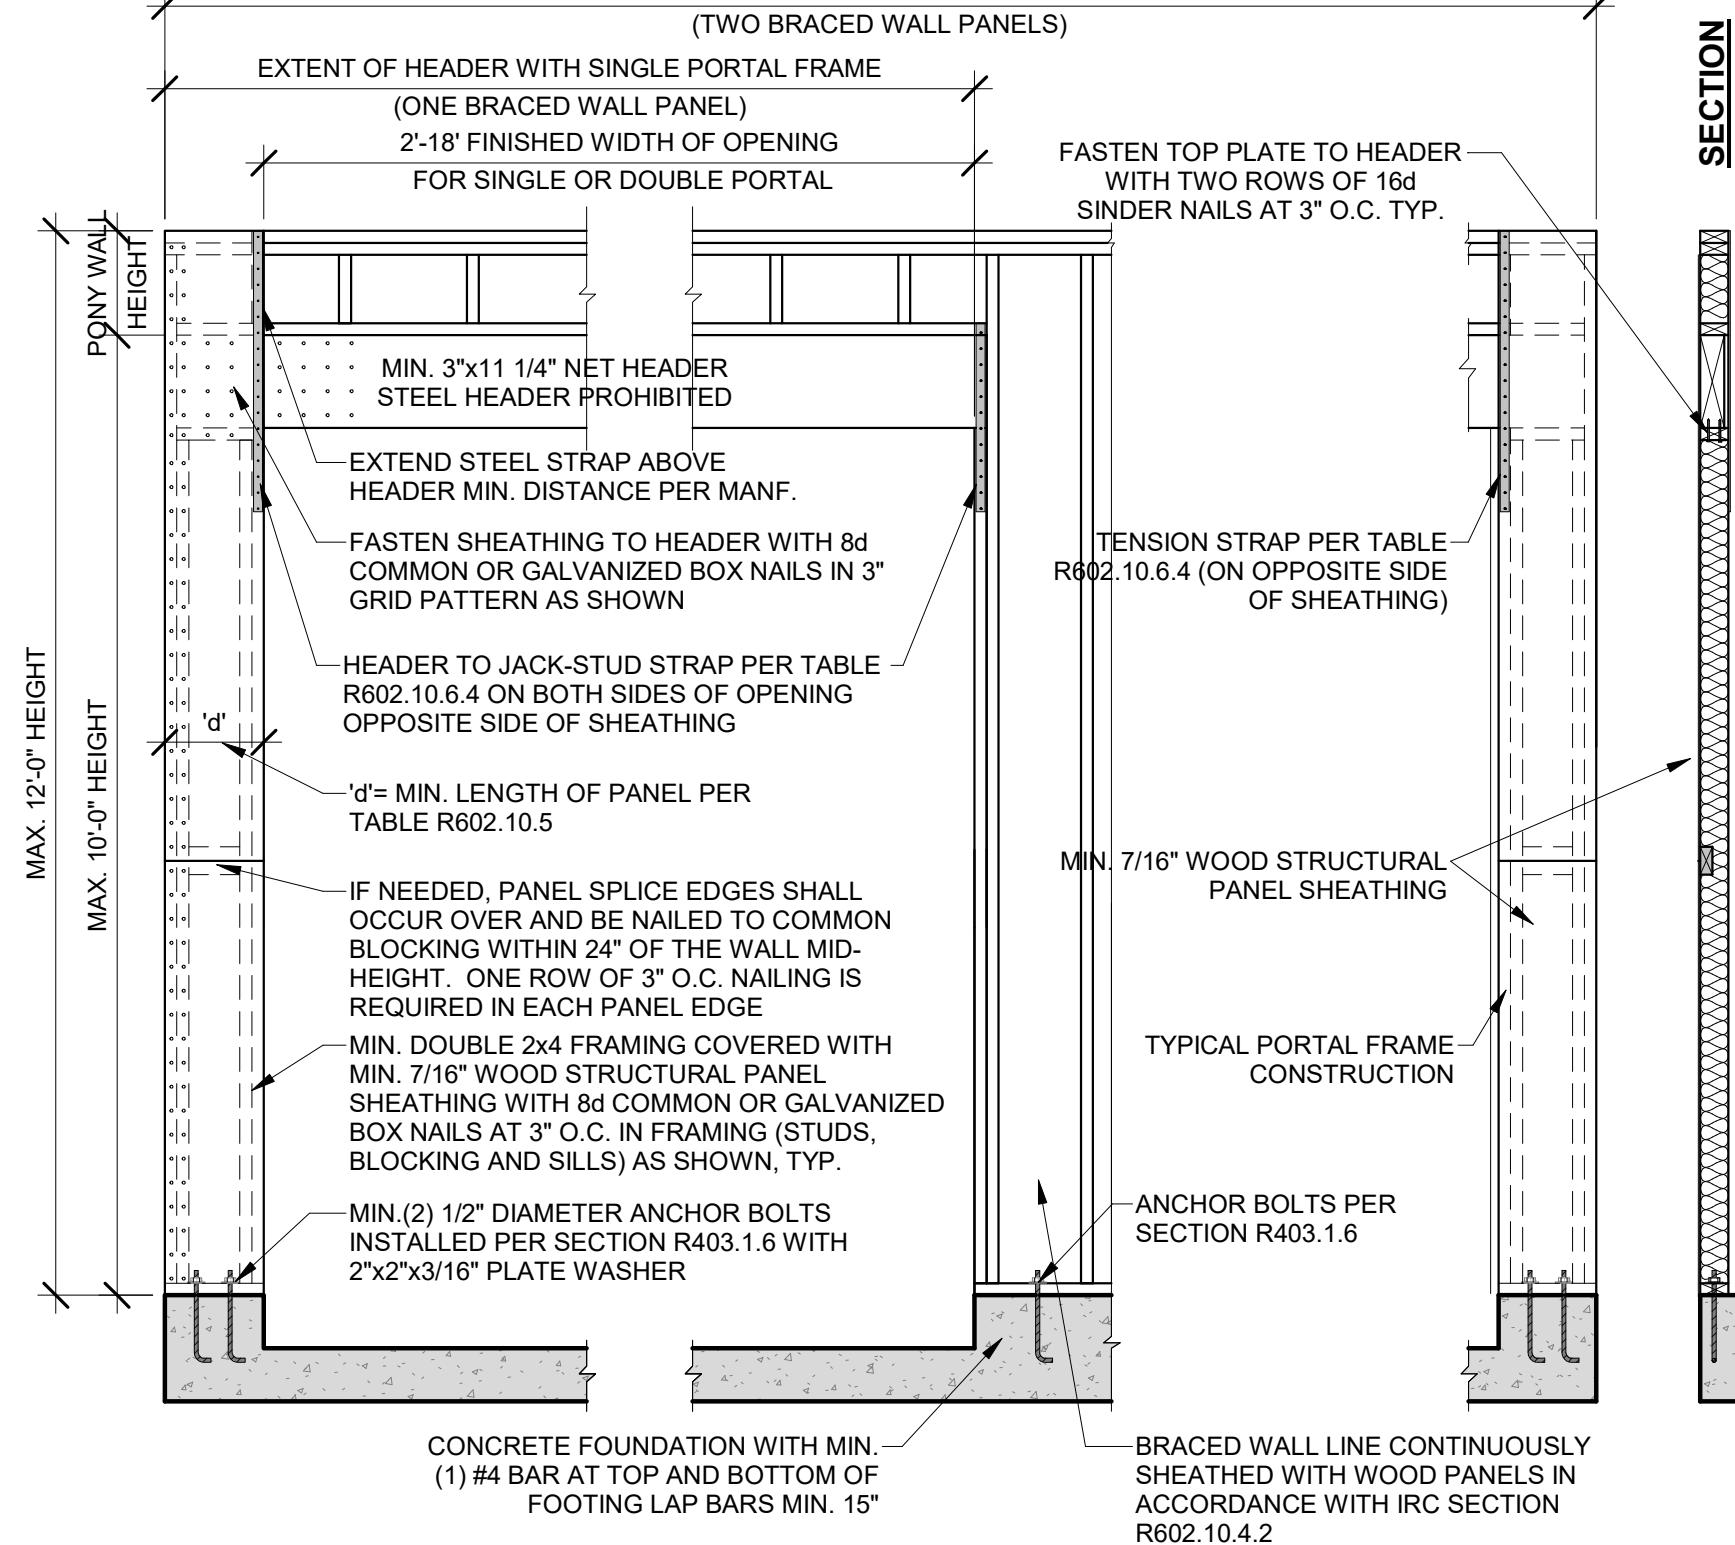 (TWO BRACED WALL PANELS)
EXTENT OF HEADER WITH SINGLE PORTAL FRAME
(ONE BRACED WALL PANEL)
2'-18' FINISHED WIDTH OF OPENING
FOR SINGLE OR DOUBLE PORTAL
FASTEN TOP PLATE TO HEADER
WITH TWO ROWS OF 16d
SINDER NAILS AT 3" O.C. TYP.
SECTION
PONY WALL
HEIGHT
MIN. 3"x11 1/4" NET HEADER
STEEL HEADER PROHIBITED
EXTEND STEEL STRAP ABOVE
HEADER MIN. DISTANCE PER MANF.
FASTEN SHEATHING TO HEADER WITH 8d
COMMON OR GALVANIZED BOX NAILS IN 3"
GRID PATTERN AS SHOWN
TENSION STRAP PER TABLE
R602.10.6.4 (ON OPPOSITE SIDE
OF SHEATHING)
HEADER TO JACK-STUD STRAP PER TABLE
R602.10.6.4 ON BOTH SIDES OF OPENING
OPPOSITE SIDE OF SHEATHING
MAX. 12'-0" HEIGHT
MAX. 10'-0" HEIGHT
'd'
'd'= MIN. LENGTH OF PANEL PER
TABLE R602.10.5
MIN. 7/16" WOOD STRUCTURAL
PANEL SHEATHING
IF NEEDED, PANEL SPLICE EDGES SHALL
OCCUR OVER AND BE NAILED TO COMMON
BLOCKING WITHIN 24" OF THE WALL MID-
HEIGHT.  ONE ROW OF 3" O.C. NAILING IS
REQUIRED IN EACH PANEL EDGE
MIN. DOUBLE 2x4 FRAMING COVERED WITH
MIN. 7/16" WOOD STRUCTURAL PANEL
SHEATHING WITH 8d COMMON OR GALVANIZED
BOX NAILS AT 3" O.C. IN FRAMING (STUDS,
BLOCKING AND SILLS) AS SHOWN, TYP.
TYPICAL PORTAL FRAME
CONSTRUCTION
MIN.(2) 1/2" DIAMETER ANCHOR BOLTS
INSTALLED PER SECTION R403.1.6 WITH
2"x2"x3/16" PLATE WASHER
ANCHOR BOLTS PER
SECTION R403.1.6
CONCRETE FOUNDATION WITH MIN.
(1) #4 BAR AT TOP AND BOTTOM OF
FOOTING LAP BARS MIN. 15"
BRACED WALL LINE CONTINUOUSLY
SHEATHED WITH WOOD PANELS IN
ACCORDANCE WITH IRC SECTION
R602.10.4.2